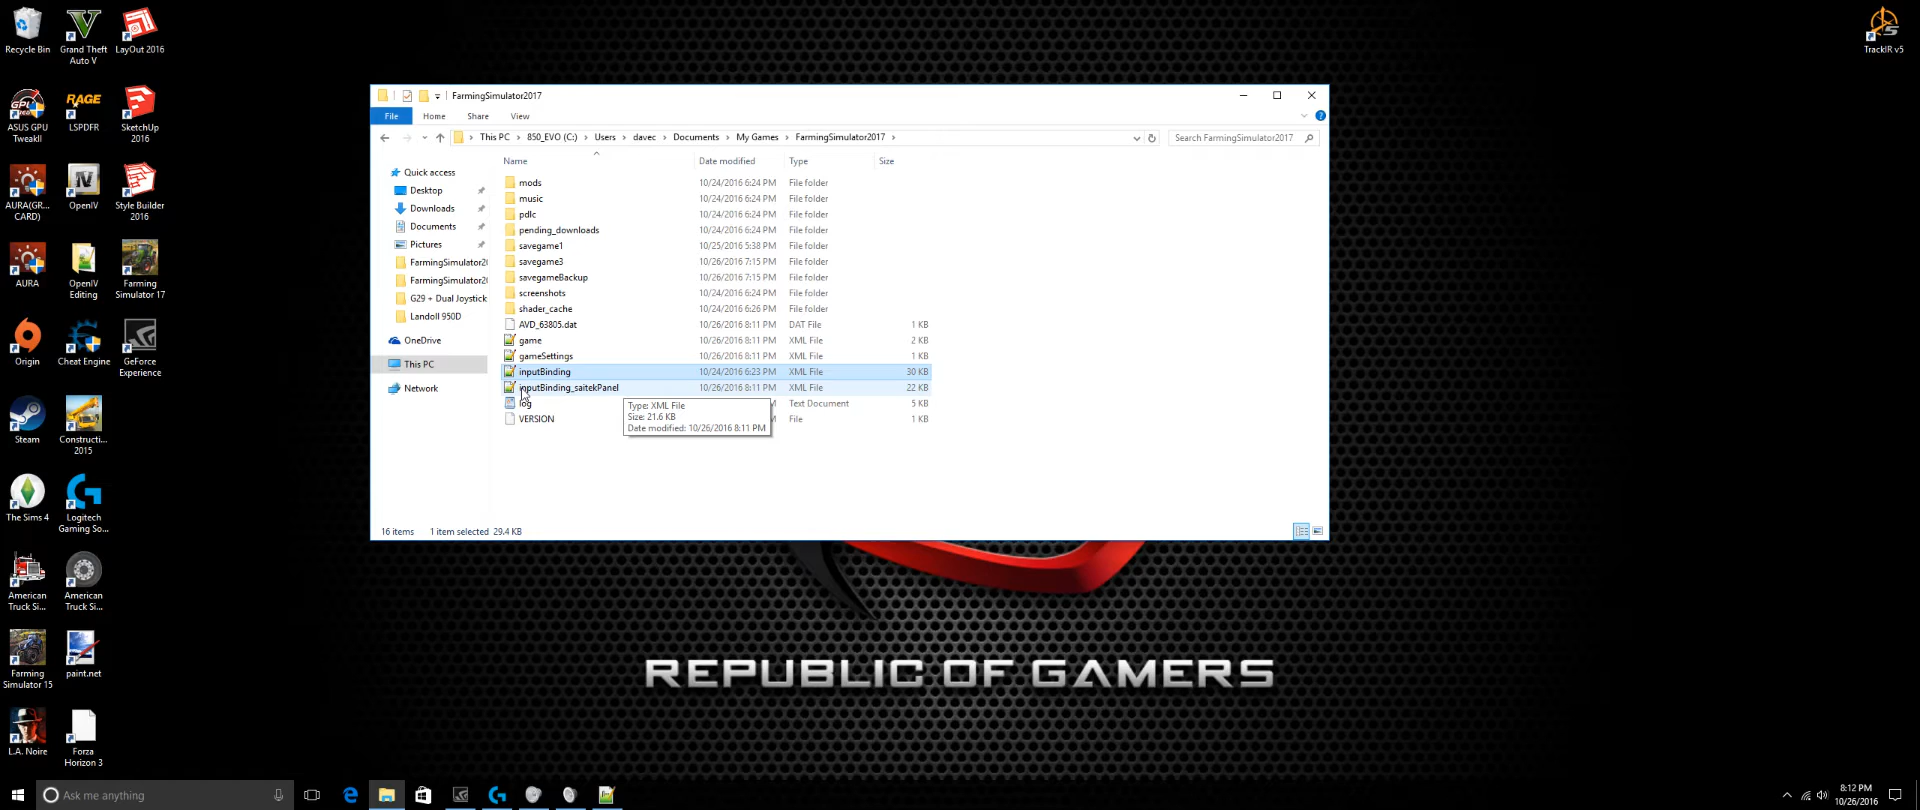 Recycle Bin
Grand Theft
Auto V
LayOut 2016
TrackIR v5
ASUS GPU
TweakII
RAGE
LSPDFR
SketchUp
2016
AURA(GR...
CARD)
OpenIV
Style Builder
2016
AURA
OpenIV
Editing
Farming
Simulator 17
Origin
Cheat Engine
GeForce
Experience
Steam
Constructi...
2015
The Sims 4
Logitech
Gaming So...
American
Truck Si...
American
Truck Si...
Farming
Simulator 15
paint.net
L.A. Noire
Forza
Horizon 3
FarmingSimulator2017
File Home Share View
This PC > 850_EVO (C:) > Users > davec > Documents > My Games > FarmingSimulator2017 >
Search FarmingSimulator2017
Name Date modified Type Size
Quick access
Desktop
Downloads
Documents
Pictures
FarmingSimulator20
FarmingSimulator20
G29 + Dual Joystick
Landoll 950D
OneDrive
This PC
Network
mods 10/24/2016 6:24 PM File folder
music 10/24/2016 6:24 PM File folder
pdlc 10/24/2016 6:24 PM File folder
pending_downloads 10/24/2016 6:24 PM File folder
savegame1 10/25/2016 5:38 PM File folder
savegame3 10/26/2016 7:15 PM File folder
savegameBackup 10/26/2016 7:15 PM File folder
screenshots 10/24/2016 6:24 PM File folder
shader_cache 10/24/2016 6:26 PM File folder
AVD_63805.dat 10/26/2016 8:11 PM DAT File 1 KB
game 10/26/2016 8:11 PM XML File 2 KB
gameSettings 10/26/2016 8:11 PM XML File 1 KB
inputBinding 10/24/2016 6:23 PM XML File 30 KB
inputBinding_saitekPanel 10/26/2016 8:11 PM XML File 22 KB
log M Text Document 5 KB
VERSION M File 1 KB
Type: XML File
Size: 21.6 KB
Date modified: 10/26/2016 8:11 PM
16 items 1 item selected 29.4 KB
REPUBLIC OF GAMERS
Ask me anything
8:12 PM
10/26/2016